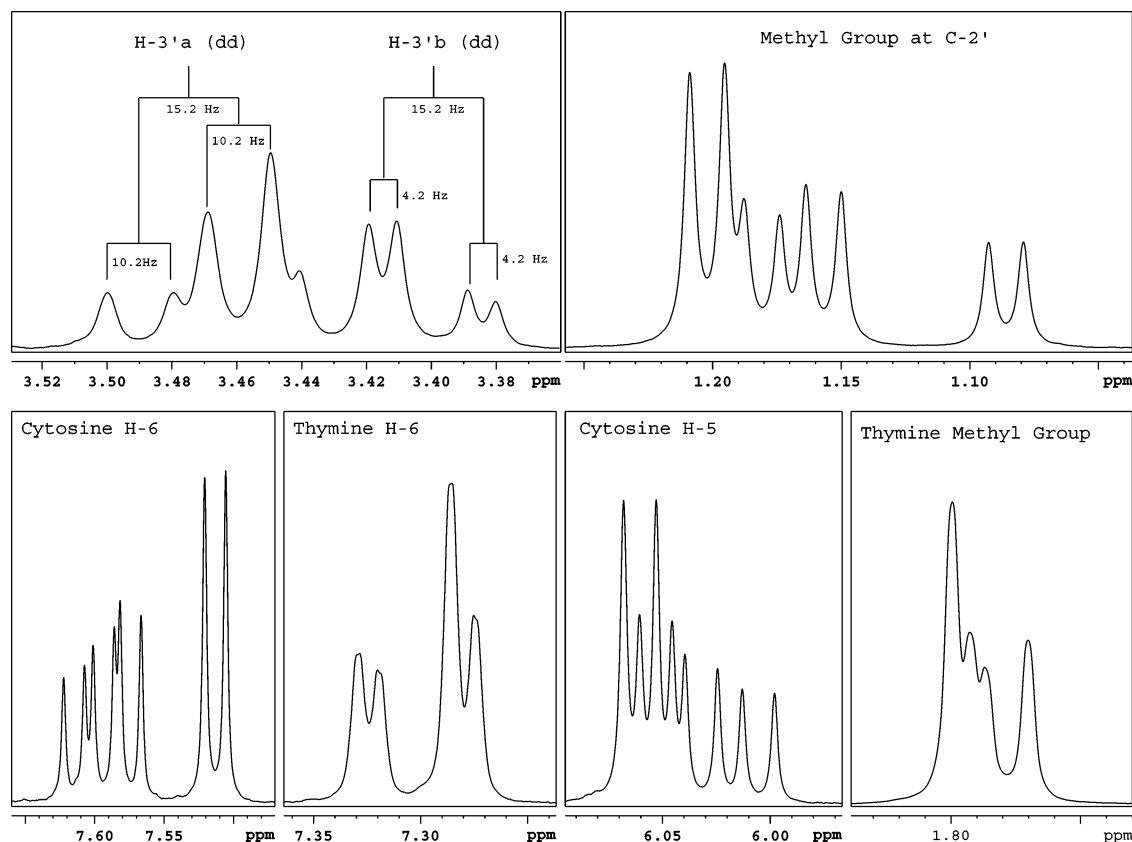 H-3'a (dd)
H-3'b (dd)
15.2 Hz
15.2 Hz
10.2 Hz
4.2 Hz
10.2Hz
4.2 Hz
3.52 3.50 3.48 3.46 3.44 3.42 3.40 3.38 ppm
Methyl Group at C-2'
1.20 1.15 1.10 ppm
Cytosine H-6
7.60 7.55 ppm
Thymine H-6
7.35 7.30 ppm
Cytosine H-5
6.05 6.00 ppm
Thymine Methyl Group
1.80 ppm